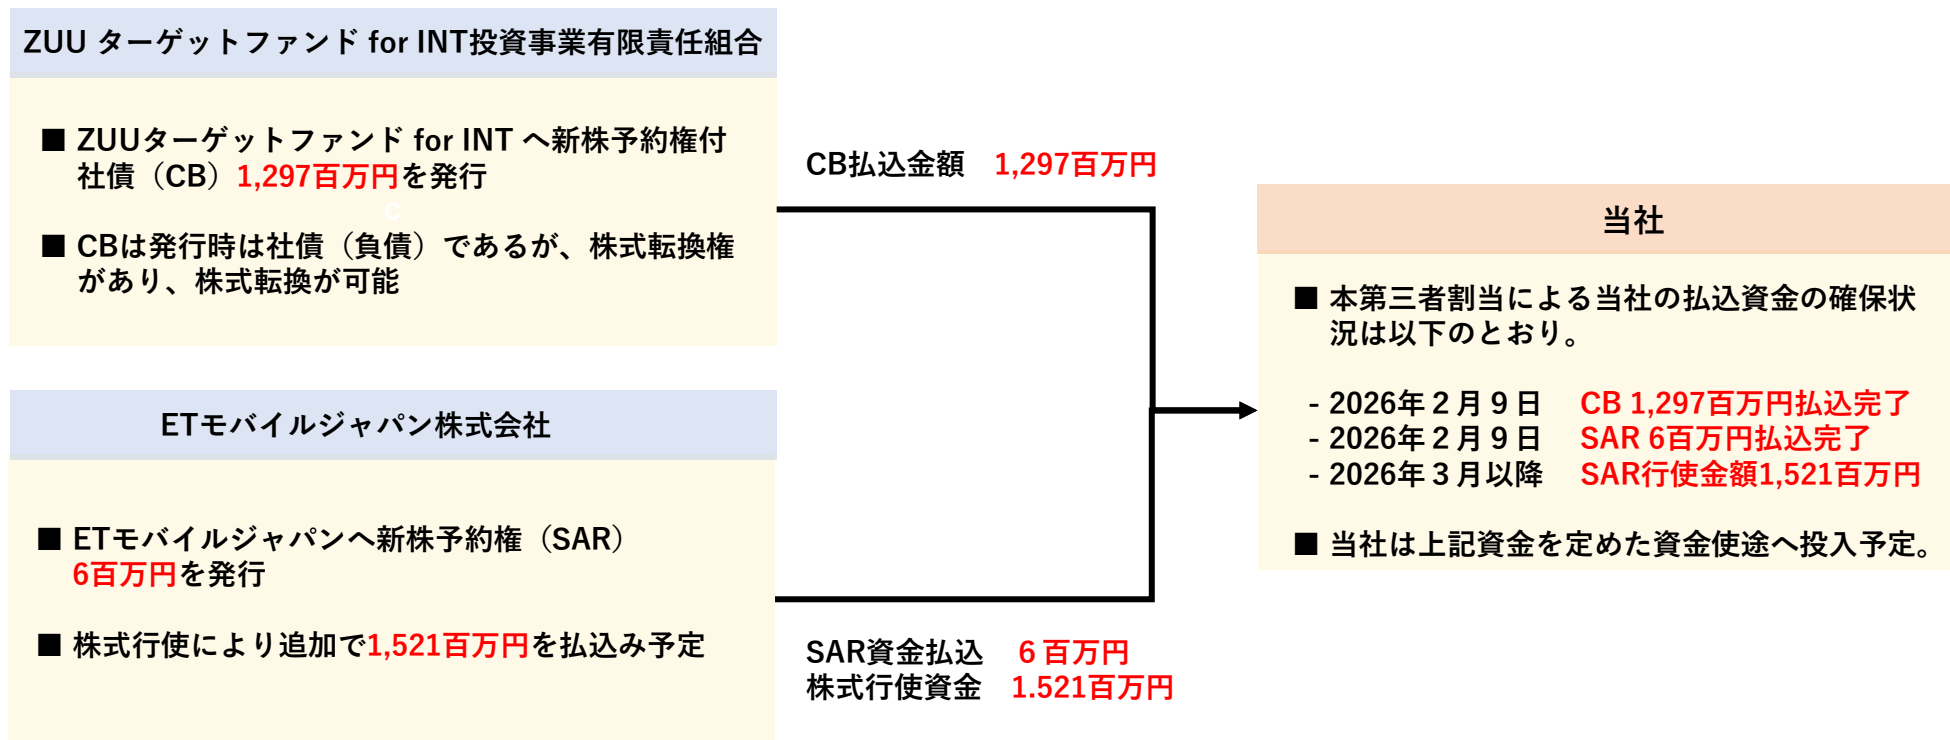 ZUU ターゲットファンド for INT投資事業有限責任組合
■ ZUUターゲットファンド for INT へ新株予約権付
社債（CB）1,297百万円を発行
c
■ CBは発行時は社債（負債）であるが、株式転換権
があり、株式転換が可能
ETモバイルジャパン株式会社
■ ETモバイルジャパンへ新株予約権（SAR）
6百万円を発行
■ 株式行使により追加で1,521百万円を払込み予定
CB払込金額 1,297百万円
SAR資金払込 ６百万円
株式行使資金 1.521百万円
当社
■ 本第三者割当による当社の払込資金の確保状
況は以下のとおり。
- 2026年２月９日 CB 1,297百万円払込完了
- 2026年２月９日 SAR 6百万円払込完了
- 2026年３月以降 SAR行使金額1,521百万円
■ 当社は上記資金を定めた資金使途へ投入予定。